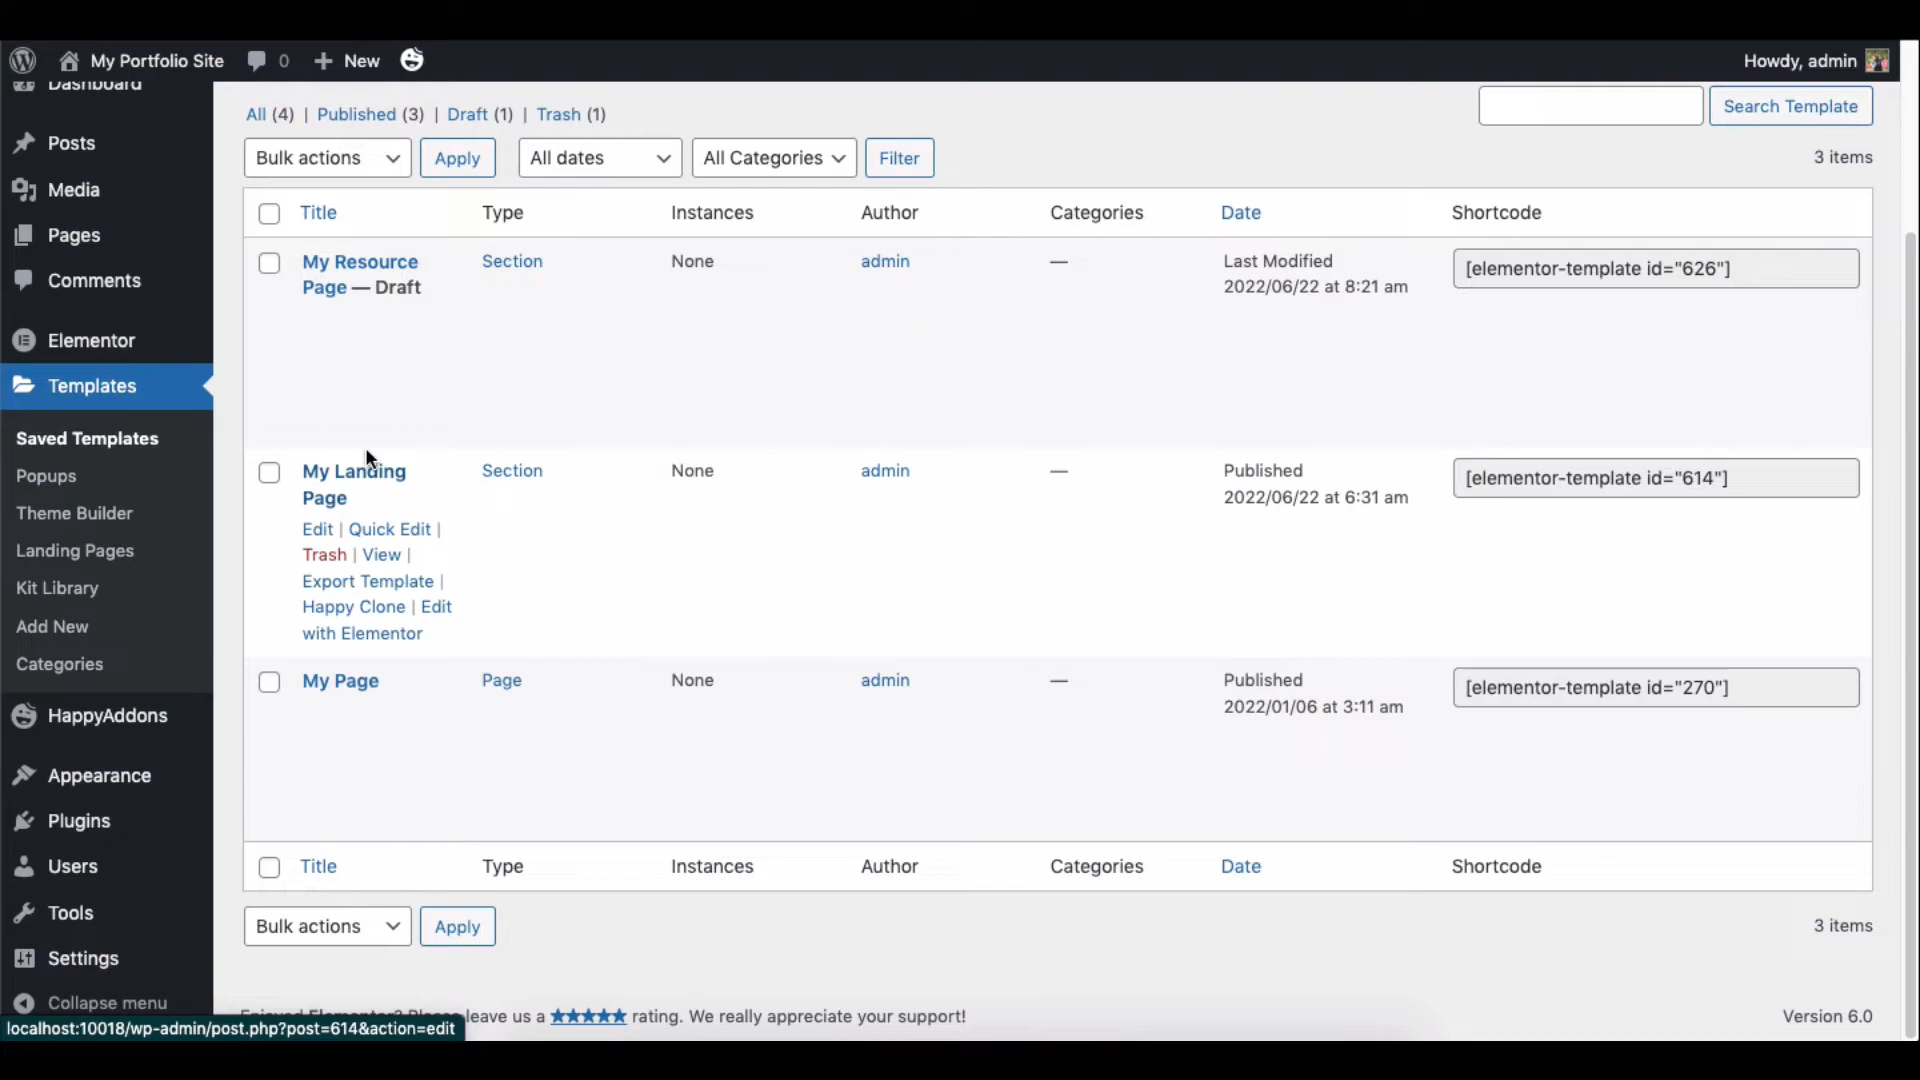 My Portfolio Site 0 New Howdy, admin
Dashboard
Posts
Media
Pages
Comments
Elementor
Templates
Saved Templates
Popups
Theme Builder
Landing Pages
Kit Library
Add New
Categories
HappyAddons
Appearance
Plugins
Users
Tools
Settings
Collapse menu
All (4) | Published (3) | Draft (1) | Trash (1)
Search Template
Bulk actions Apply All dates All Categories Filter 3 items
Title Type Instances Author Categories Date Shortcode
My Resource Section None admin — Last Modified [elementor-template id="626"]
Page — Draft 2022/06/22 at 8:21 am
My Landing Section None admin — Published [elementor-template id="614"]
Page 2022/06/22 at 6:31 am
Edit | Quick Edit |
Trash | View |
Export Template |
Happy Clone | Edit
with Elementor
My Page Page None admin — Published [elementor-template id="270"]
2022/01/06 at 3:11 am
Title Type Instances Author Categories Date Shortcode
Bulk actions Apply 3 items
Enjoyed Elementor? Please leave us a ★★★★★ rating. We really appreciate your support! Version 6.0
localhost:10018/wp-admin/post.php?post=614&action=edit